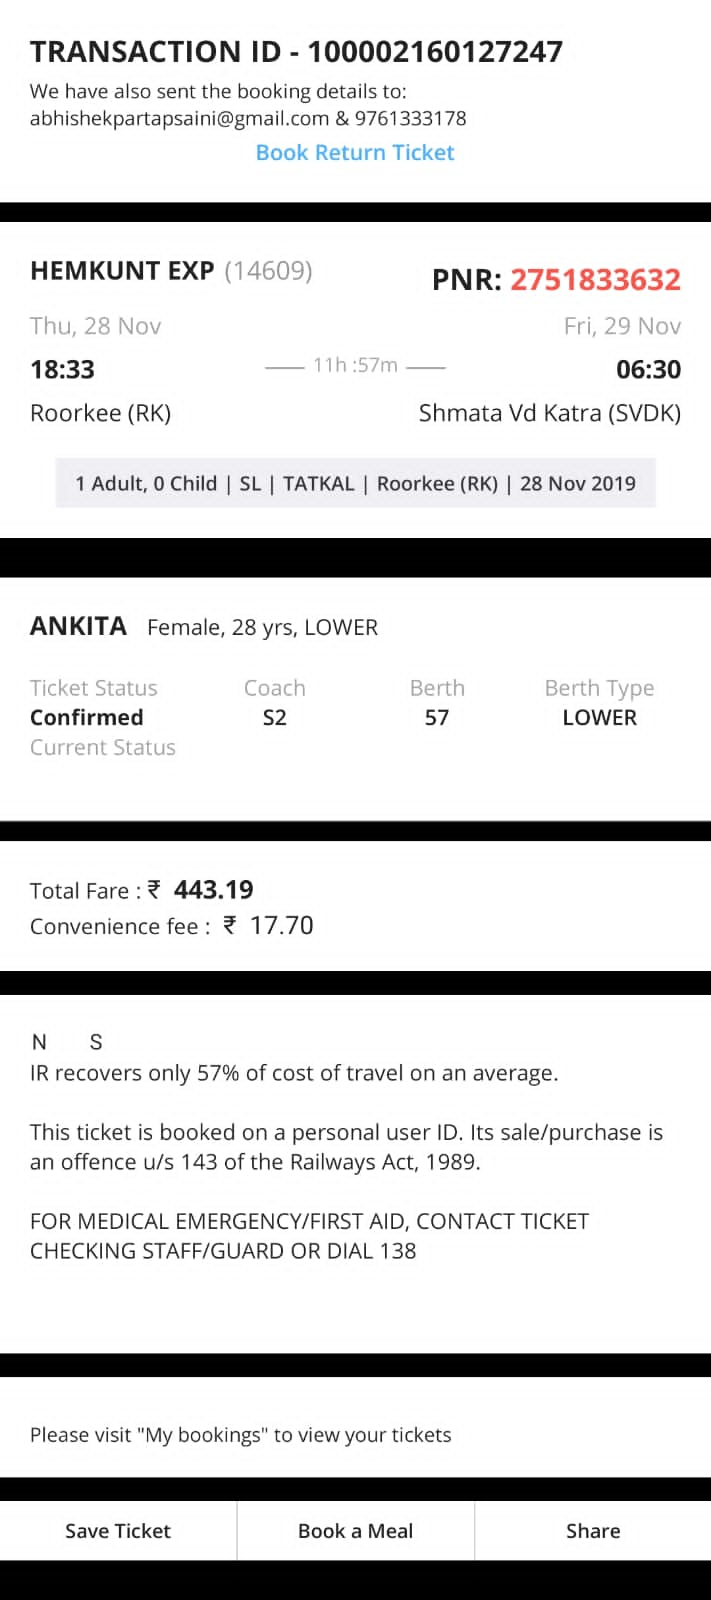 TRANSACTION ID - 100002160127247
We have also sent the booking details to:
abhishekpartapsaini@gmail.com & 9761333178
Book Return Ticket
HEMKUNT EXP (14609)
PNR: 2751833632
Thu, 28 Nov
Fri, 29 Nov
18:33
11h :57m
06:30
Roorkee (RK)
Shmata Vd Katra (SVDK)
1 Adult, 0 Child | SL | TATKAL | Roorkee (RK) | 28 Nov 2019
ANKITA Female, 28 yrs, LOWER
Ticket Status Coach Berth Berth Type
Confirmed S2 57 LOWER
Current Status
Total Fare : ₹ 443.19
Convenience fee : ₹ 17.70
N S
IR recovers only 57% of cost of travel on an average.
This ticket is booked on a personal user ID. Its sale/purchase is
an offence u/s 143 of the Railways Act, 1989.
FOR MEDICAL EMERGENCY/FIRST AID, CONTACT TICKET
CHECKING STAFF/GUARD OR DIAL 138
Please visit "My bookings" to view your tickets
Save Ticket
Book a Meal
Share